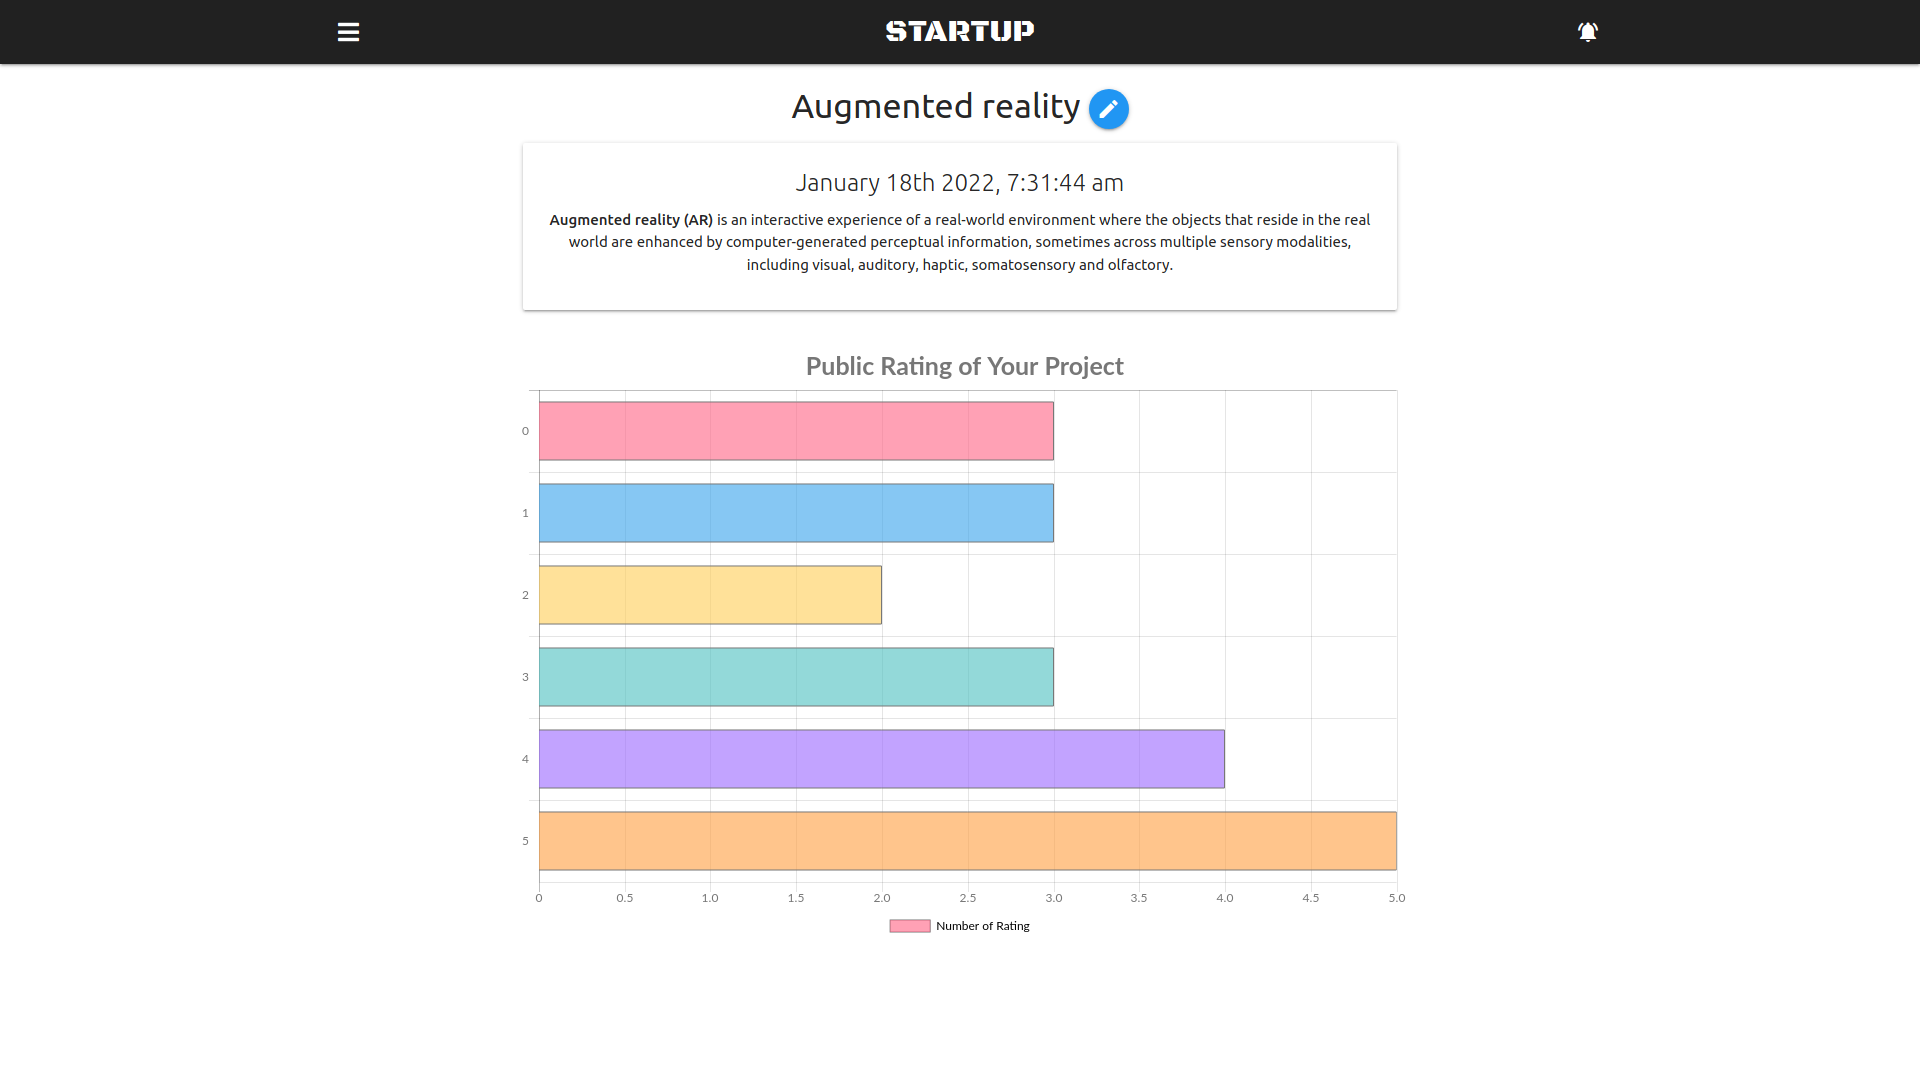 STARTUP
Augmented reality
January 18th 2022, 7:31:44 am
Augmented reality (AR) is an interactive experience of a real-world environment where the objects that reside in the real
world are enhanced by computer-generated perceptual information, sometimes across multiple sensory modalities,
including visual, auditory, haptic, somatosensory and olfactory.
Public Rating of Your Project
0
1
2
3
4
5
0 0.5 1.0 1.5 2.0 2.5 3.0 3.5 4.0 4.5 5.0
Number of Rating